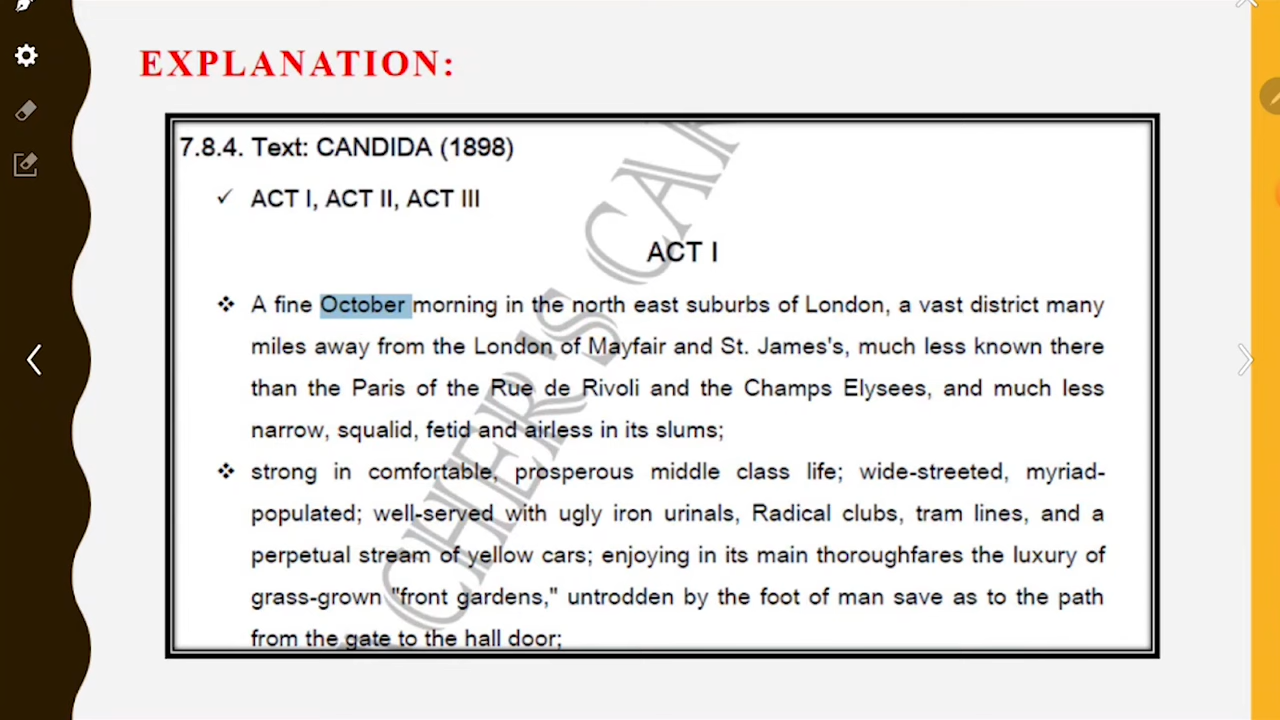 EXPLANATION:
7.8.4. Text: CANDIDA (1898)
✓ ACT I, ACT II, ACT III
ACT I
❖ A fine October morning in the north east suburbs of London, a vast district many
miles away from the London of Mayfair and St. James's, much less known there
than the Paris of the Rue de Rivoli and the Champs Elysees, and much less
narrow, squalid, fetid and airless in its slums;
❖ strong in comfortable, prosperous middle class life; wide-streeted, myriad-
populated; well-served with ugly iron urinals, Radical clubs, tram lines, and a
perpetual stream of yellow cars; enjoying in its main thoroughfares the luxury of
grass-grown "front gardens," untrodden by the foot of man save as to the path
from the gate to the hall door;